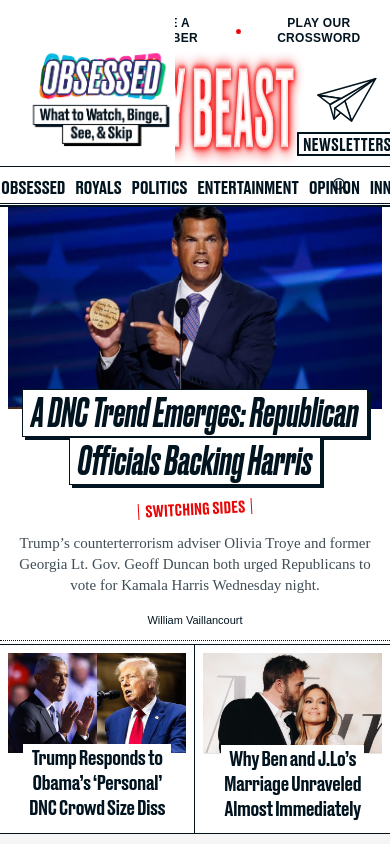 E A
BER
PLAY OUR
CROSSWORD
OBSESSED
What to Watch, Binge,
See, & Skip
Y BEAST
NEWSLETTERS
OBSESSED ROYALS POLITICS ENTERTAINMENT OPINION INN
A DNC Trend Emerges: Republican
Officials Backing Harris
SWITCHING SIDES
Trump’s counterterrorism adviser Olivia Troye and former
Georgia Lt. Gov. Geoff Duncan both urged Republicans to
vote for Kamala Harris Wednesday night.
William Vaillancourt
Trump Responds to
Obama’s ‘Personal’
DNC Crowd Size Diss
Why Ben and J.Lo’s
Marriage Unraveled
Almost Immediately